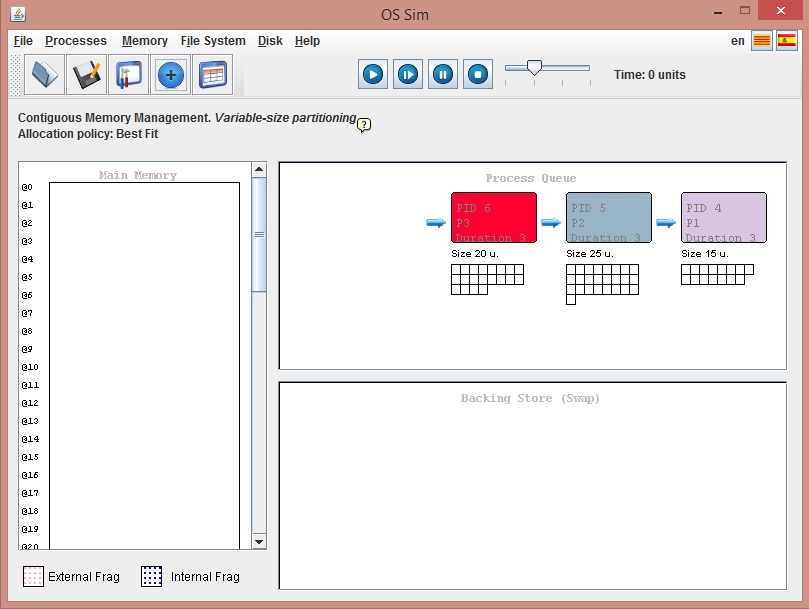 OS Sim
File Processes Memory File System Disk Help
en
Time: 0 units
Contiguous Memory Management. Variable-size partitioning
?
Allocation policy: Best Fit
Main Memory
@0
@1
@2
@3
@4
@5
@6
@7
@8
@9
@10
@11
@12
@13
@14
@15
@16
@17
@18
@19
@20
External Frag
Internal Frag
Process Queue
PID 6
P3
Duration 3
Size 20 u.
PID 5
P2
Duration 3
Size 25 u.
PID 4
P1
Duration 3
Size 15 u.
Backing Store (Swap)